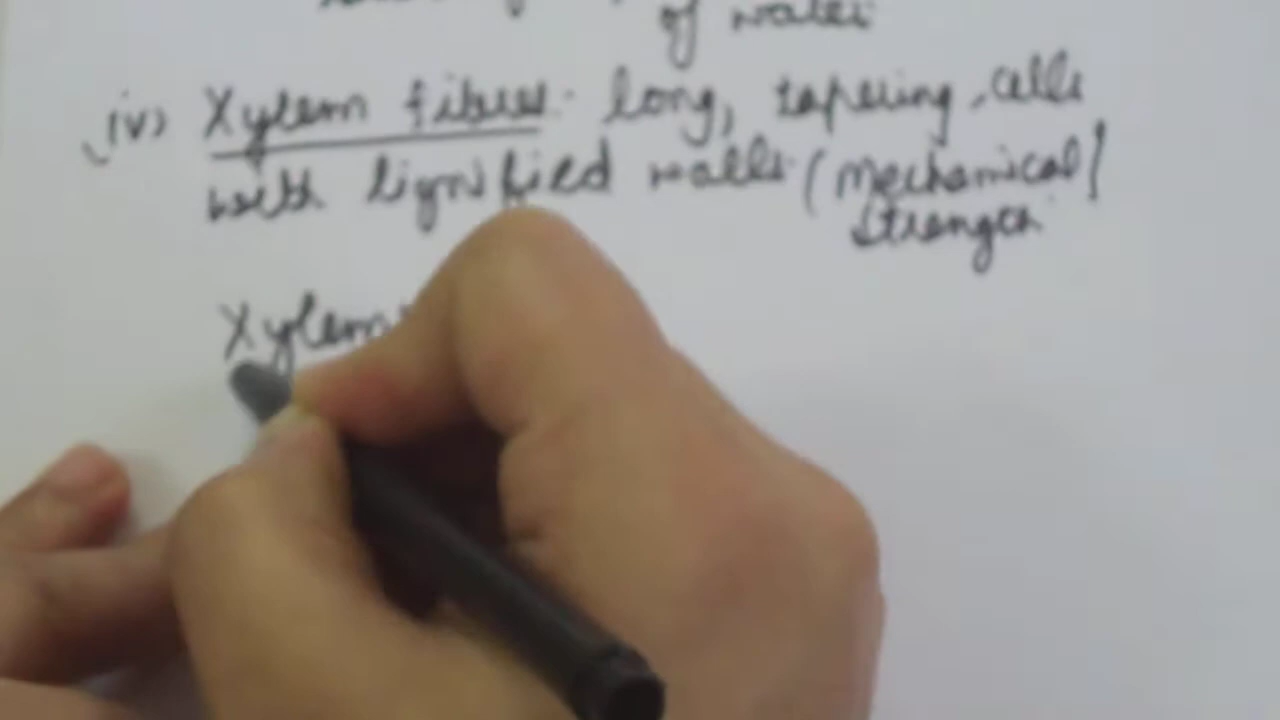 of water
iv) Xylem fibres:- long, tapering cells
with lignified walls (Mechanical
strength
Xylem